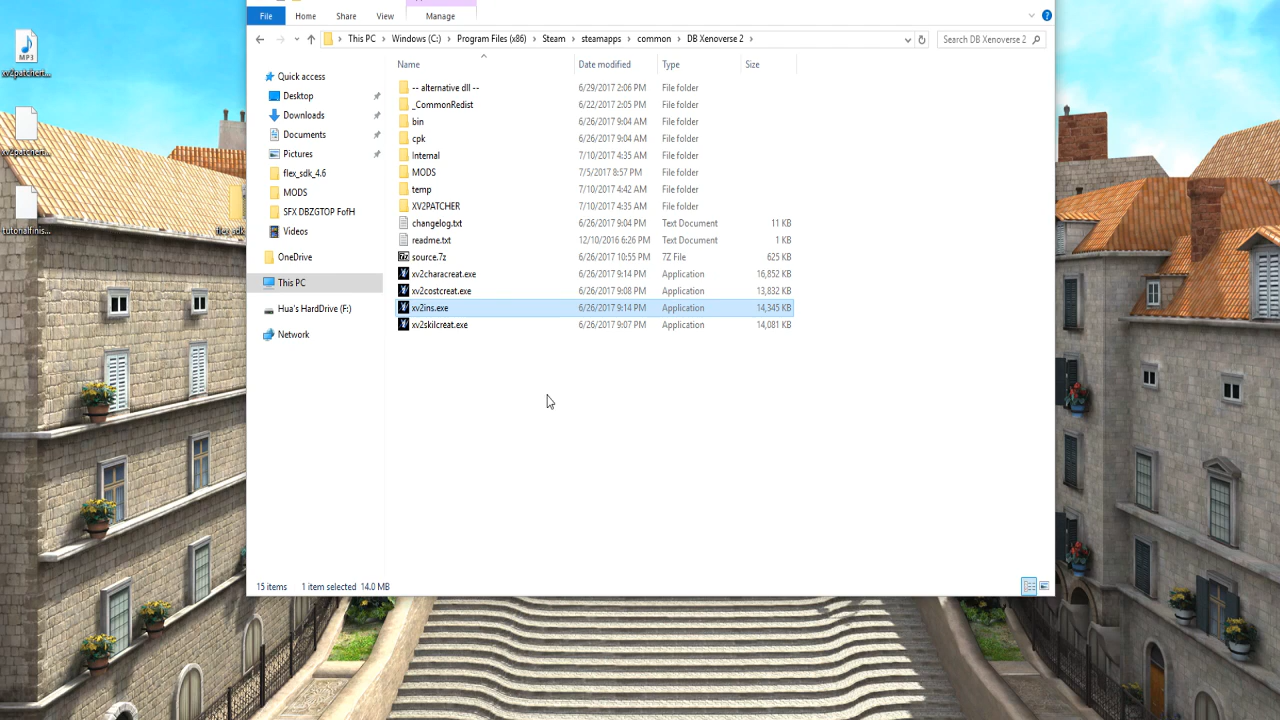 File Home Share View Manage
This PC Windows (C:) Program Files (x86) Steam steamapps common DB Xenoverse 2 Search DB Xenoverse 2
Name Date modified Type Size
Quick access
Desktop
Downloads
Documents
Pictures
flex_sdk_4.6
MODS
SFX DBZGTOP FofH
Videos
OneDrive
This PC
Hua's HardDrive (F:)
Network
-- alternative dll -- 6/29/2017 2:06 PM File folder
_CommonRedist 6/22/2017 2:05 PM File folder
bin 6/26/2017 9:04 AM File folder
cpk 6/26/2017 9:04 AM File folder
Internal 7/10/2017 4:35 AM File folder
MODS 7/5/2017 8:57 PM File folder
temp 7/10/2017 4:42 AM File folder
XV2PATCHER 7/10/2017 4:35 AM File folder
changelog.txt 6/26/2017 9:04 PM Text Document 11 KB
readme.txt 12/10/2016 6:26 PM Text Document 1 KB
source.7z 6/26/2017 10:55 PM 7Z File 625 KB
xv2characreat.exe 6/26/2017 9:14 PM Application 16,852 KB
xv2costcreat.exe 6/26/2017 9:08 PM Application 13,832 KB
xv2ins.exe 6/26/2017 9:14 PM Application 14,345 KB
xv2skilcreat.exe 6/26/2017 9:07 PM Application 14,081 KB
15 items 1 item selected 14.0 MB
MP3
xv2patchert...
xv2patchert...
tutorialfinis...
flex_sdk